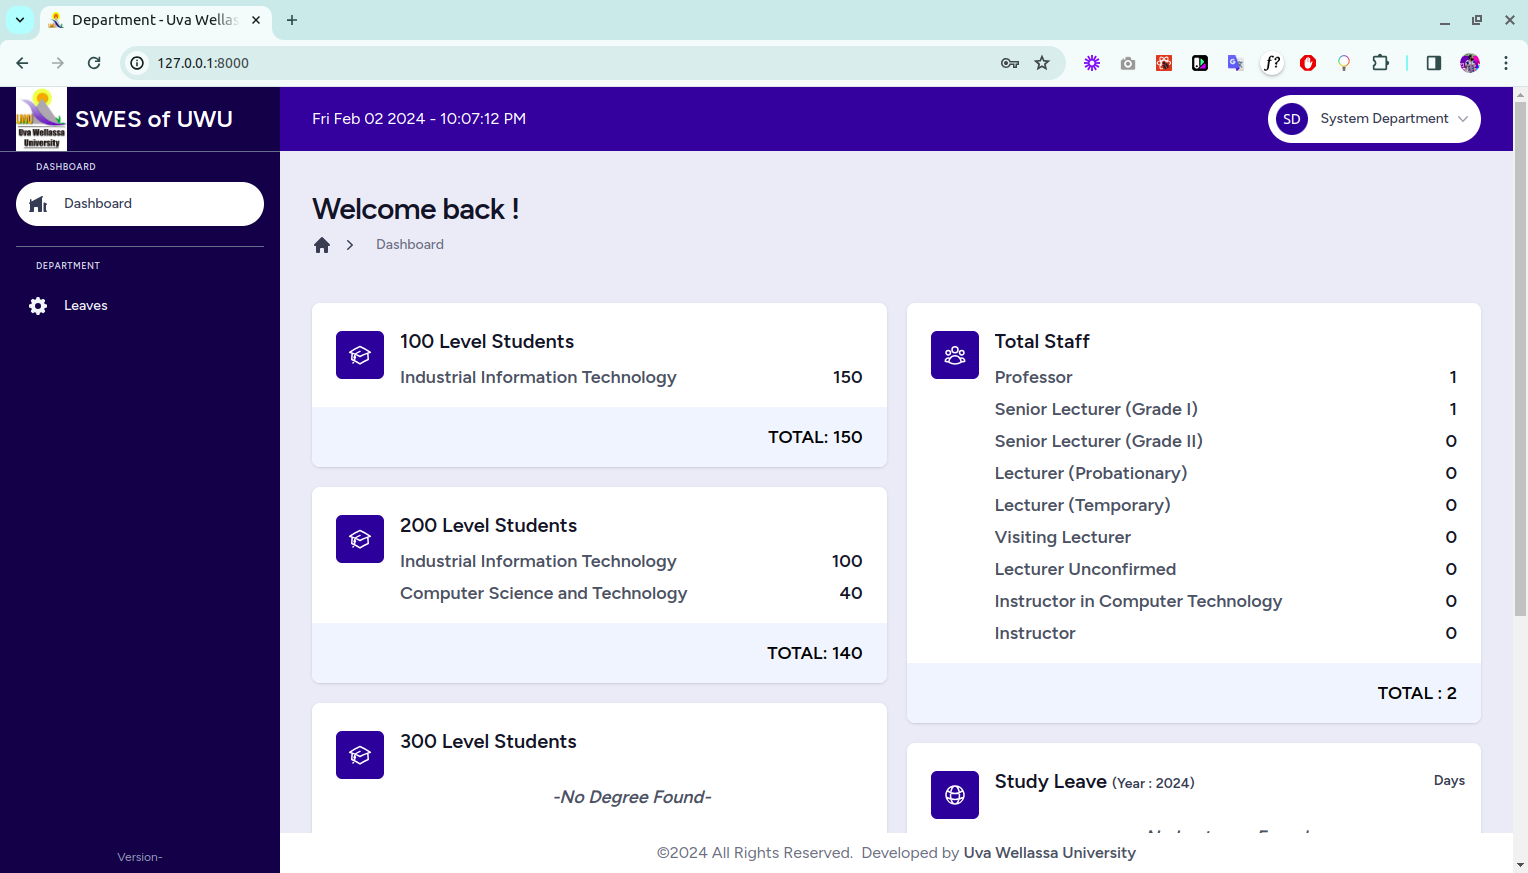 Department - Uva Wellas
127.0.0.1:8000
f?
UWU
Uva Wellassa
University
SWES of UWU
Fri Feb 02 2024 - 10:07:12 PM
SD
System Department
DASHBOARD
Dashboard
DEPARTMENT
Leaves
Version-
Welcome back !
Dashboard
100 Level Students
Industrial Information Technology 150
TOTAL: 150
200 Level Students
Industrial Information Technology 100
Computer Science and Technology 40
TOTAL: 140
300 Level Students
-No Degree Found-
Total Staff
Professor 1
Senior Lecturer (Grade I) 1
Senior Lecturer (Grade II) 0
Lecturer (Probationary) 0
Lecturer (Temporary) 0
Visiting Lecturer 0
Lecturer Unconfirmed 0
Instructor in Computer Technology 0
Instructor 0
TOTAL : 2
Study Leave (Year : 2024) Days
©2024 All Rights Reserved. Developed by Uva Wellassa University